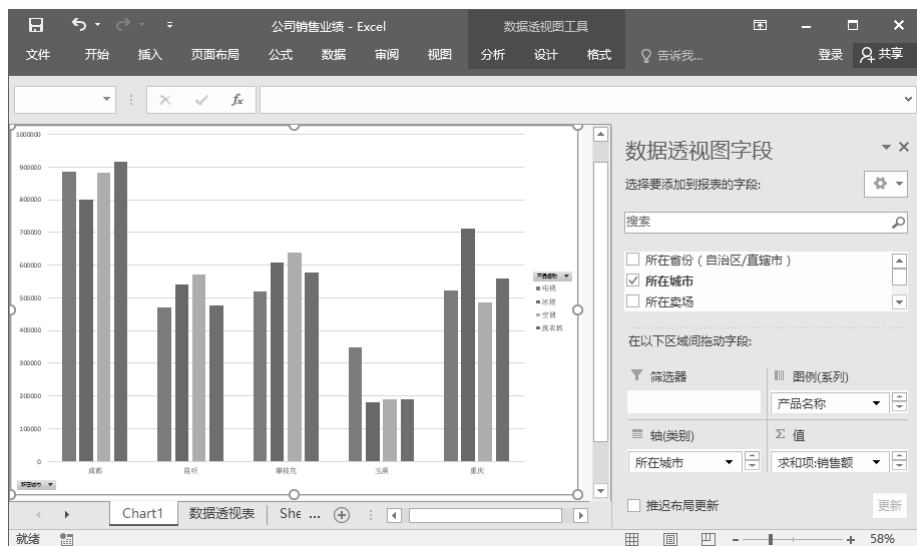 公司销售业绩 - Excel
数据透视图工具
文件 开始 插入 页面布局 公式 数据 审阅 视图 分析 设计 格式 告诉我... 登录 共享
fx
数据透视图字段
选择要添加到报表的字段:
搜索
所在省份（自治区/直辖市）
所在城市
所在卖场
在以下区域间拖动字段:
筛选器
图例(系列)
产品名称
轴(类别)
Σ 值
所在城市
求和项:销售额
推迟布局更新
更新
1000000
900000
800000
700000
600000
500000
400000
300000
200000
100000
0
成都 昆明 攀枝花 玉溪 重庆
产品名称
电视
冰箱
空调
洗衣机
所在城市
Chart1 数据透视表 She ...
就绪
58%